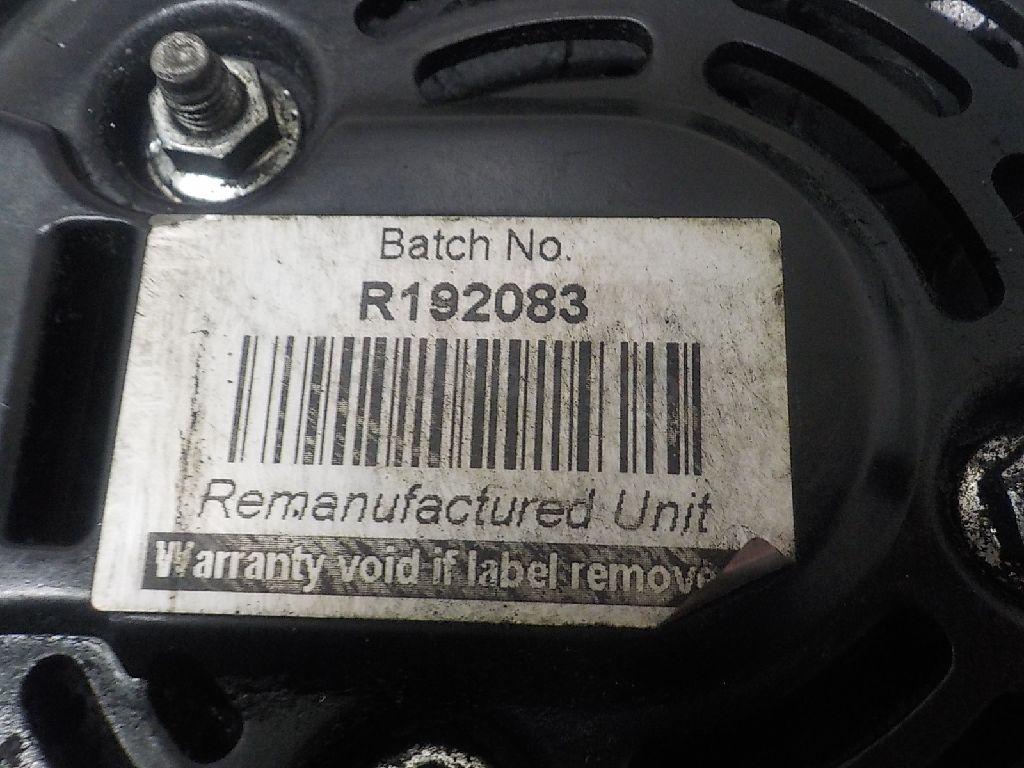 Batch No.
R192083
Remanufactured Unit
Warranty void if label remove